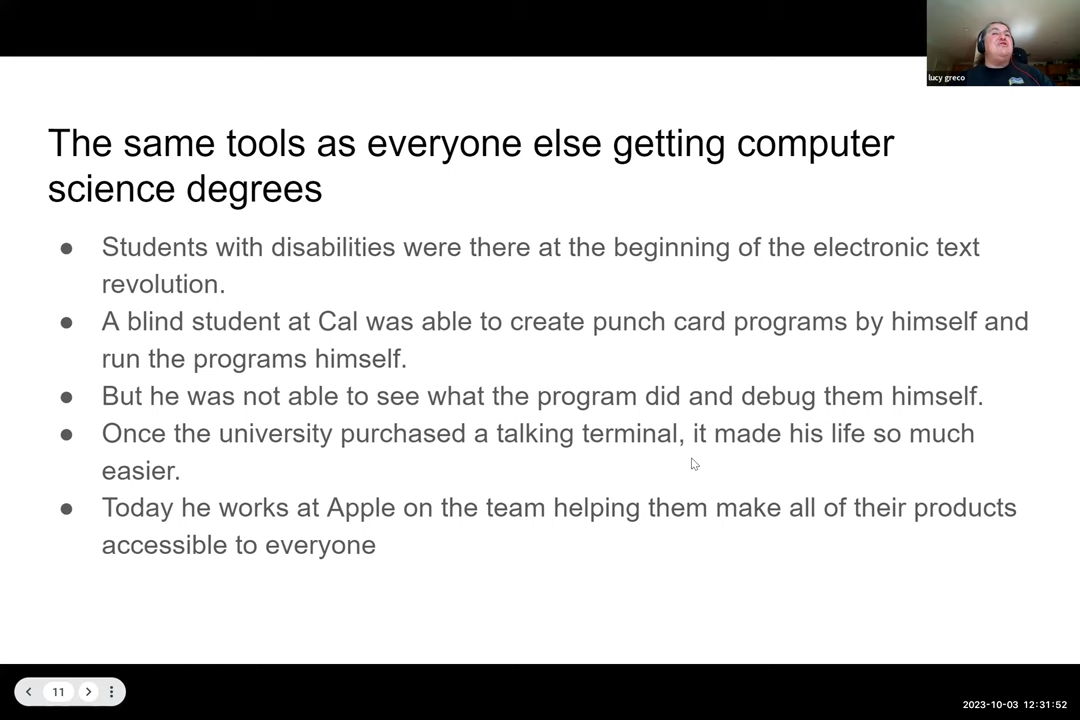 lucy greco
The same tools as everyone else getting computer
science degrees
● Students with disabilities were there at the beginning of the electronic text
revolution.
● A blind student at Cal was able to create punch card programs by himself and
run the programs himself.
● But he was not able to see what the program did and debug them himself.
● Once the university purchased a talking terminal, it made his life so much
easier.
● Today he works at Apple on the team helping them make all of their products
accessible to everyone
11
2023-10-03 12:31:52